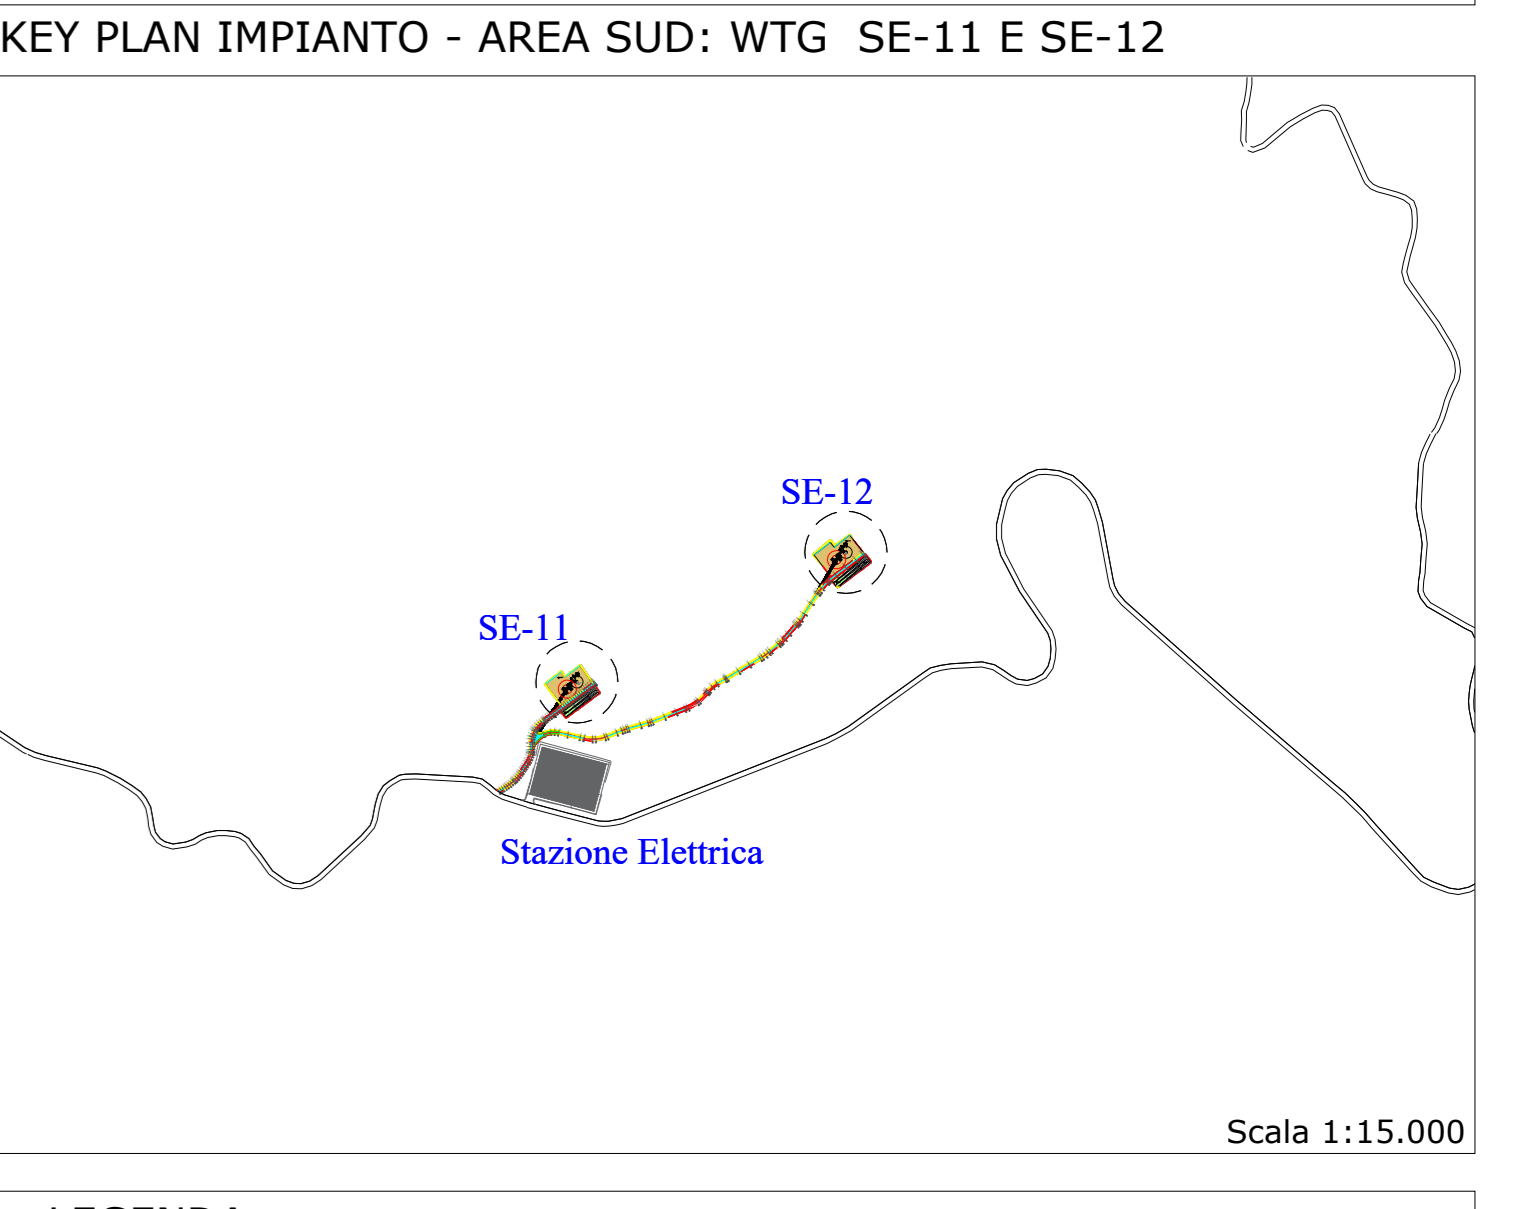 KEY PLAN IMPIANTO - AREA SUD: WTG  SE-11 E SE-12
SE-12
SE-11
Stazione Elettrica
Scala 1:15.000
LEGENDA